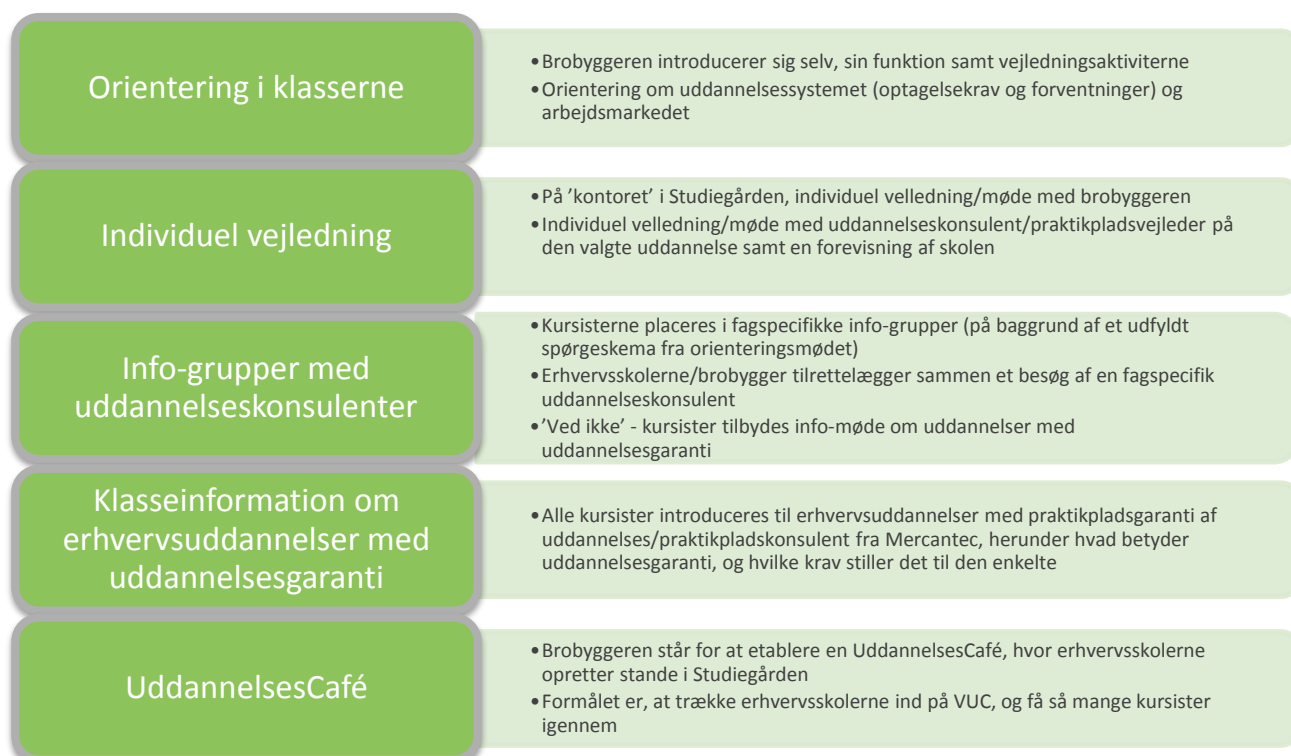 Orientering i klasserne
•Brobyggeren introducerer sig selv, sin funktion samt vejledningsaktiviterne
•Orientering om uddannelsessystemet (optagelsekrav og forventninger) og
arbejdsmarkedet
Individuel vejledning
•På ’kontoret’ i Studiegården, individuel velledning/møde med brobyggeren
•Individuel velledning/møde med uddannelseskonsulent/praktikpladsvejleder på
den valgte uddannelse samt en forevisning af skolen
Info-grupper med
uddannelseskonsulenter
•Kursisterne placeres i fagspecifikke info-grupper (på baggrund af et udfyldt
spørgeskema fra orienteringsmødet)
•Erhvervsskolerne/brobygger tilrettelægger sammen et besøg af en fagspecifik
uddannelseskonsulent
•’Ved ikke’ - kursister tilbydes info-møde om uddannelser med
uddannelsesgaranti
Klasseinformation om
erhvervsuddannelser med
uddannelsesgaranti
•Alle kursister introduceres til erhvervsuddannelser med praktikpladsgaranti af
uddannelses/praktikpladskonsulent fra Mercantec, herunder hvad betyder
uddannelsesgaranti, og hvilke krav stiller det til den enkelte
UddannelsesCafé
•Brobyggeren står for at etablere en UddannelsesCafé, hvor erhvervsskolerne
opretter stande i Studiegården
•Formålet er, at trække erhvervsskolerne ind på VUC, og få så mange kursister
igennem